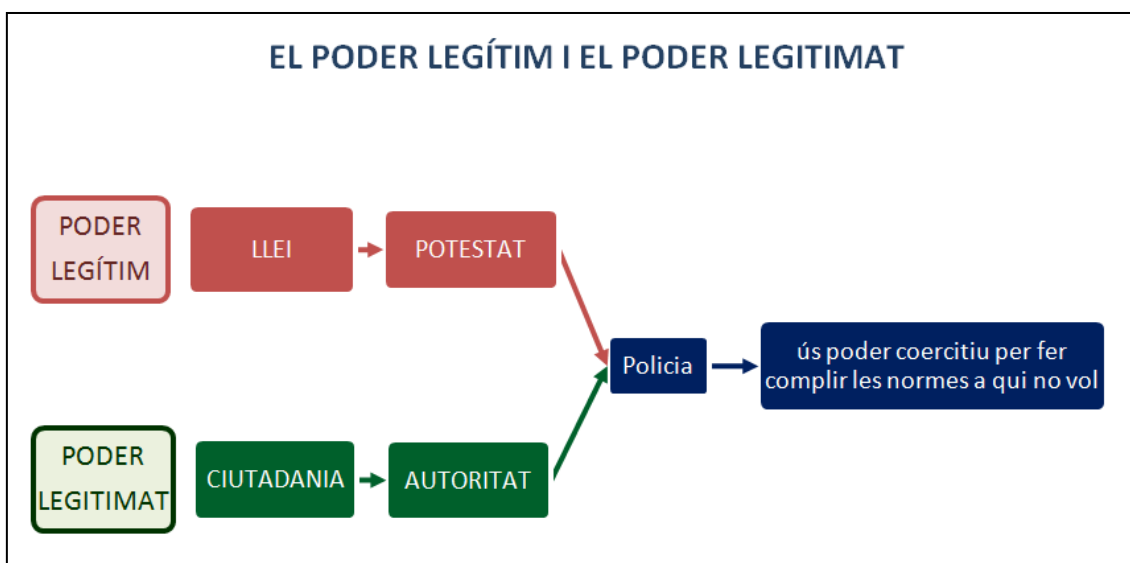 EL PODER LEGÍTIM I EL PODER LEGITIMAT
PODER
LEGÍTIM
LLEI
POTESTAT
Policia
ús poder coercitiu per fer
complir les normes a qui no vol
PODER
LEGITIMAT
CIUTADANIA
AUTORITAT